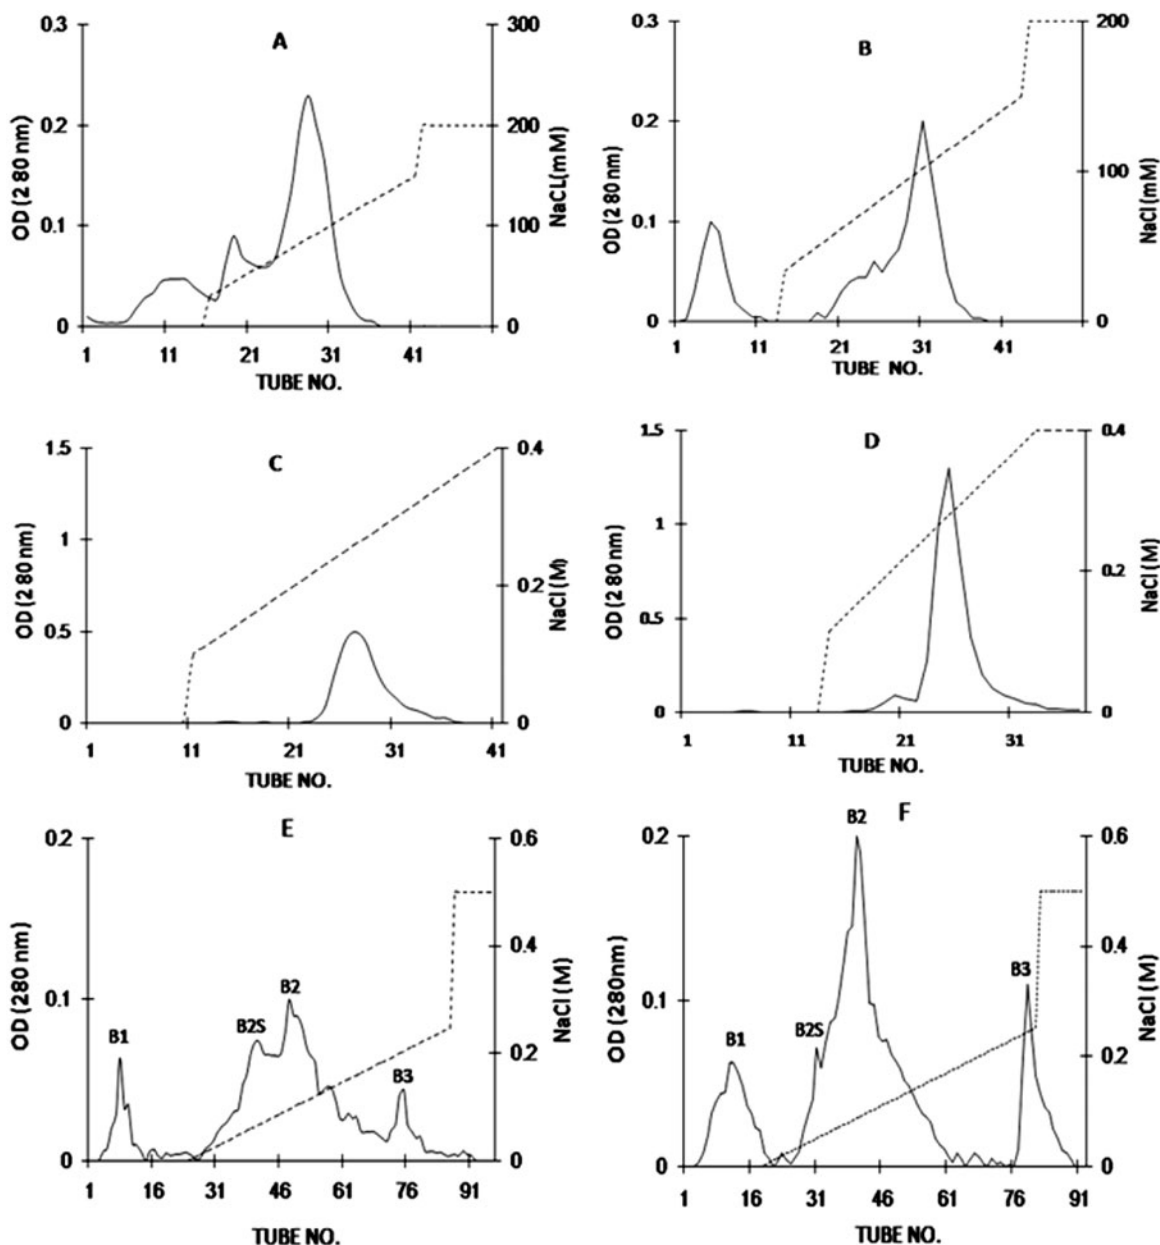 A
OD (280 nm)
0.3
0.2
0.1
0
300
200
100
0
NaCL(mM)
1 11 21 31 41
TUBE NO.
B
OD (280 nm)
0.3
0.2
0.1
0
200
100
0
NaCl (mM)
1 11 21 31 41
TUBE NO.
C
OD (280 nm)
1.5
1
0.5
0
0.4
0.2
0
NaCl (M)
1 11 21 31 41
TUBE NO.
D
OD (280 nm)
1.5
1
0.5
0
0.4
0.2
0
NaCl (M)
1 11 21 31
TUBE NO.
E
OD (280 nm)
0.2
0.1
0
B1
B2S
B2
B3
0.6
0.4
0.2
0
NaCl (M)
1 16 31 46 61 76 91
TUBE NO.
F
OD (280nm)
0.2
0.1
0
B1
B2S
B2
B3
0.6
0.4
0.2
0
NaCl (M)
1 16 31 46 61 76 91
TUBE NO.